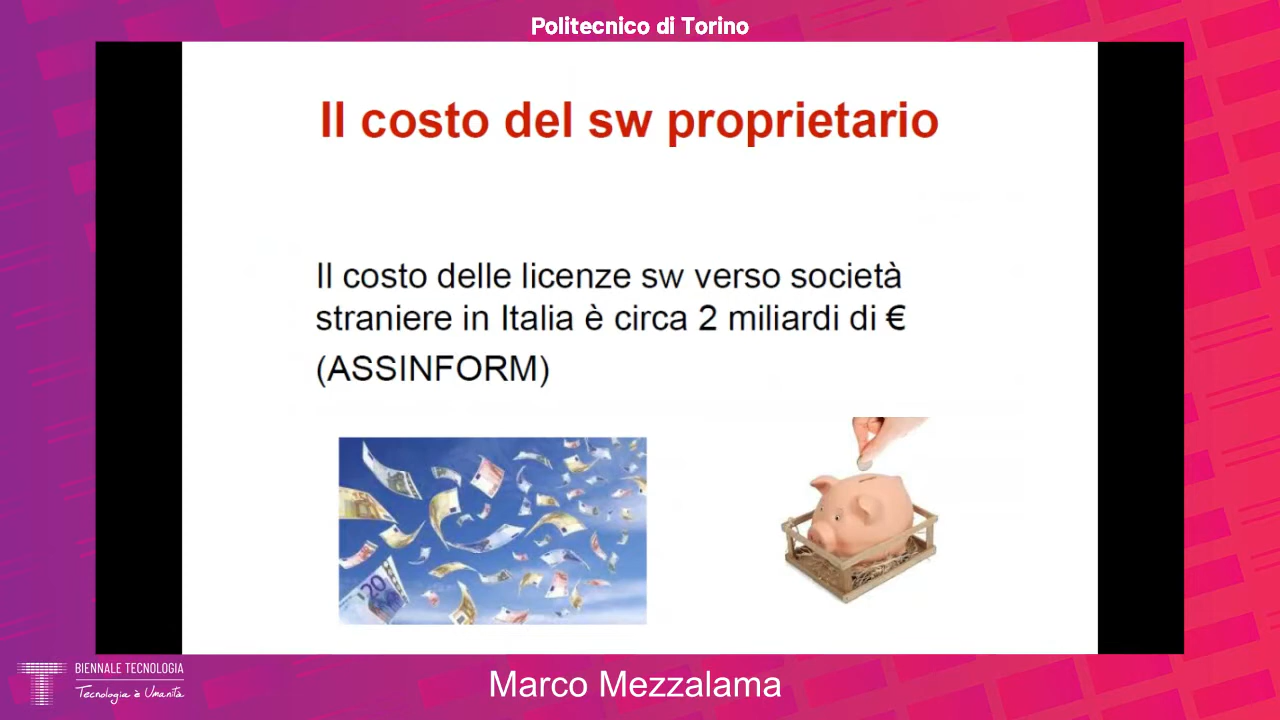 Politecnico di Torino
Il costo del sw proprietario
Il costo delle licenze sw verso società
straniere in Italia è circa 2 miliardi di €
(ASSINFORM)
20
BIENNALE TECNOLOGIA
Tecnologia è Umanità
Marco Mezzalama